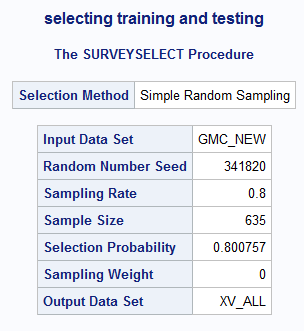 selecting training and testing
The SURVEYSELECT Procedure
Selection Method Simple Random Sampling
Input Data Set GMC_NEW
Random Number Seed 341820
Sampling Rate 0.8
Sample Size 635
Selection Probability 0.800757
Sampling Weight 0
Output Data Set XV_ALL